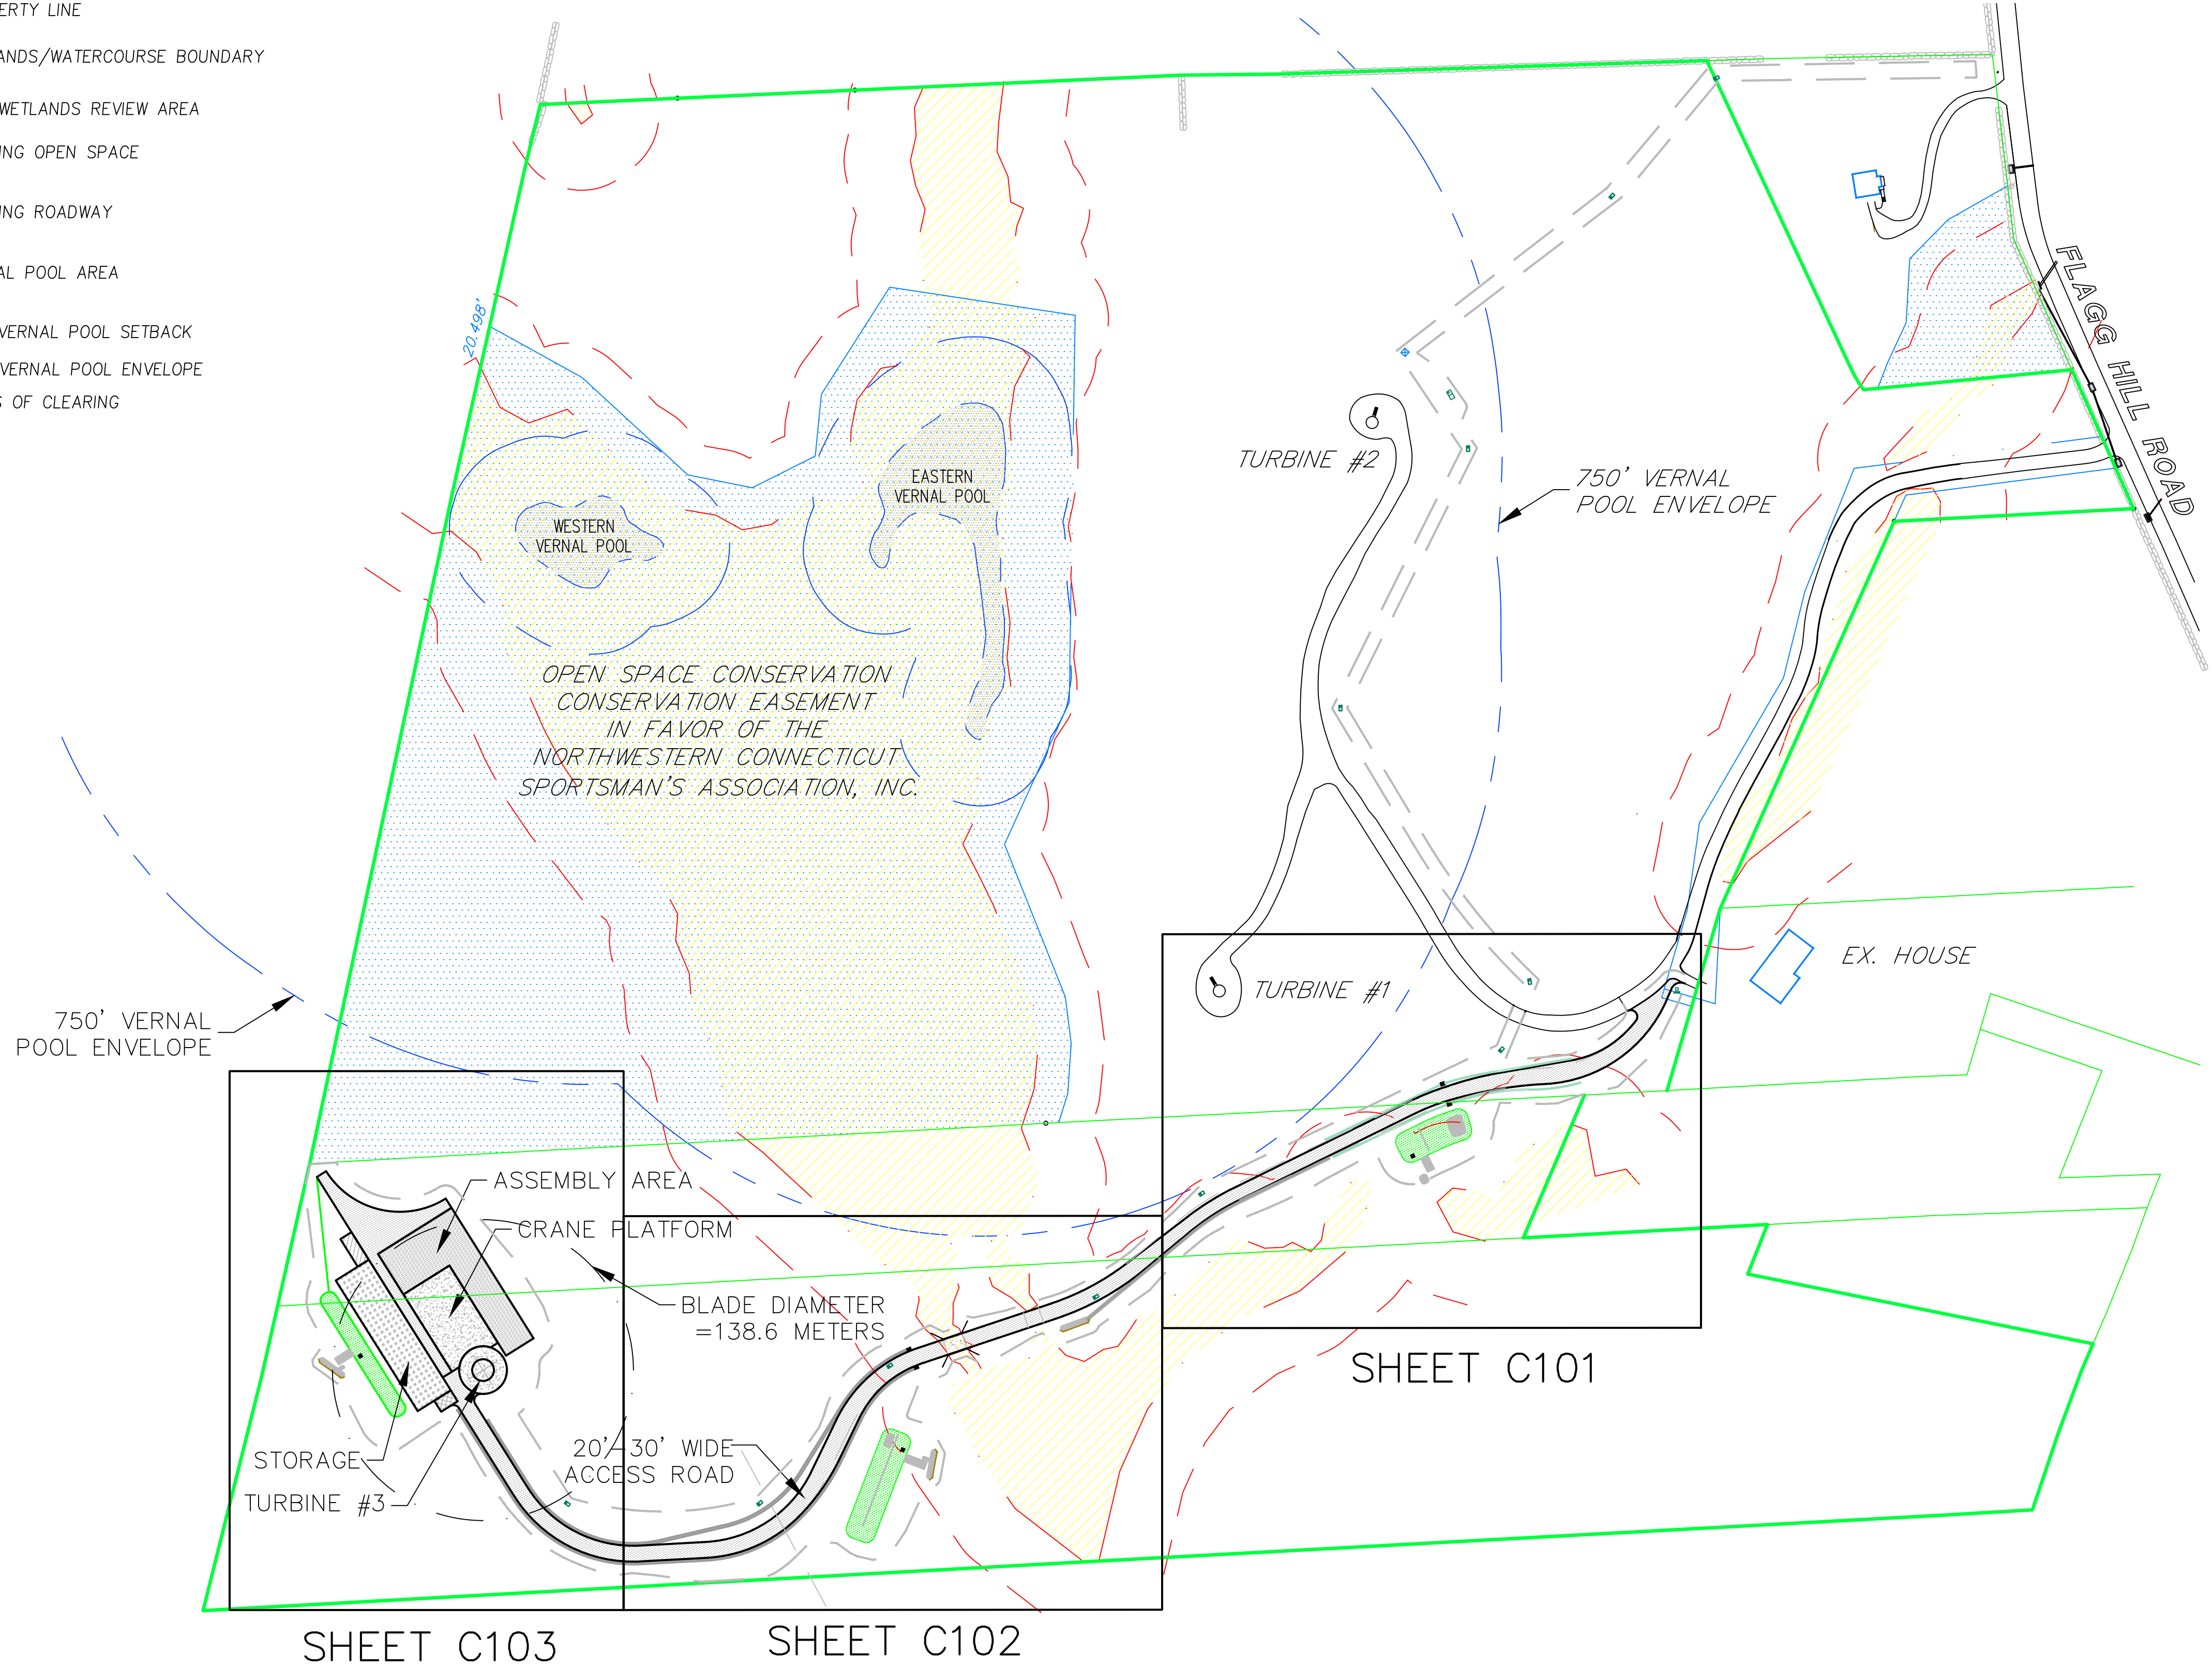 ERTY LINE
ANDS/WATERCOURSE BOUNDARY
WETLANDS REVIEW AREA
NG OPEN SPACE
NG ROADWAY
AL POOL AREA
VERNAL POOL SETBACK
VERNAL POOL ENVELOPE
S OF CLEARING
20.498'
FLAGG HILL ROAD
TURBINE #2
EASTERN
VERNAL POOL
750' VERNAL
POOL ENVELOPE
WESTERN
VERNAL POOL
OPEN SPACE CONSERVATION
CONSERVATION EASEMENT
IN FAVOR OF THE
NORTHWESTERN CONNECTICUT
SPORTSMAN'S ASSOCIATION, INC.
EX. HOUSE
TURBINE #1
750' VERNAL
POOL ENVELOPE
ASSEMBLY AREA
CRANE PLATFORM
BLADE DIAMETER
=138.6 METERS
SHEET C101
20'-30' WIDE
ACCESS ROAD
STORAGE
TURBINE #3
SHEET C103
SHEET C102